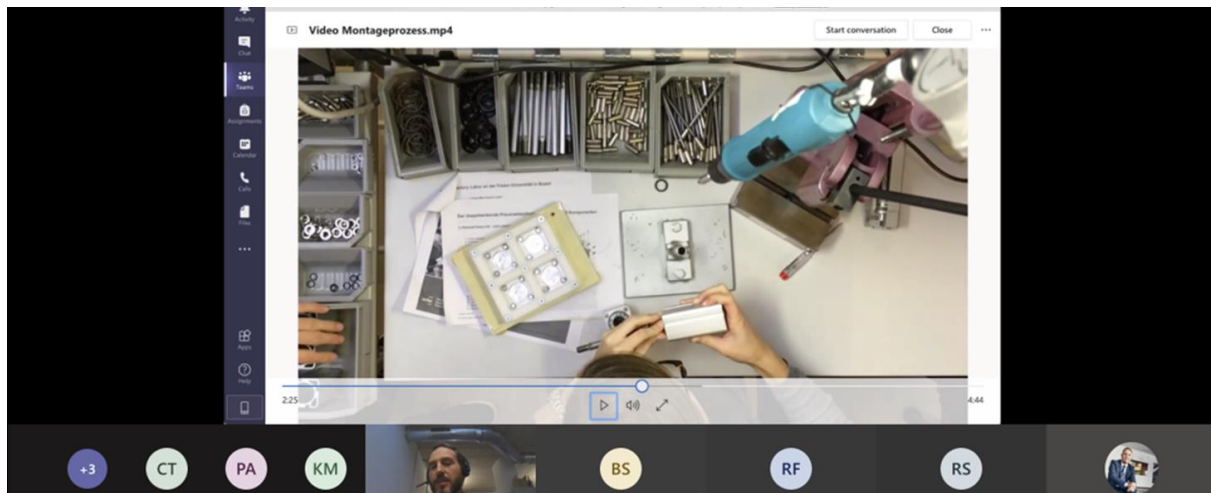 Activity
Video Montageprozess.mp4
Start conversation
Close
Chat
Teams
Assignments
Calendar
Calls
Files
Apps
Help
2:25
4:44
+3
CT
PA
KM
BS
RF
RS